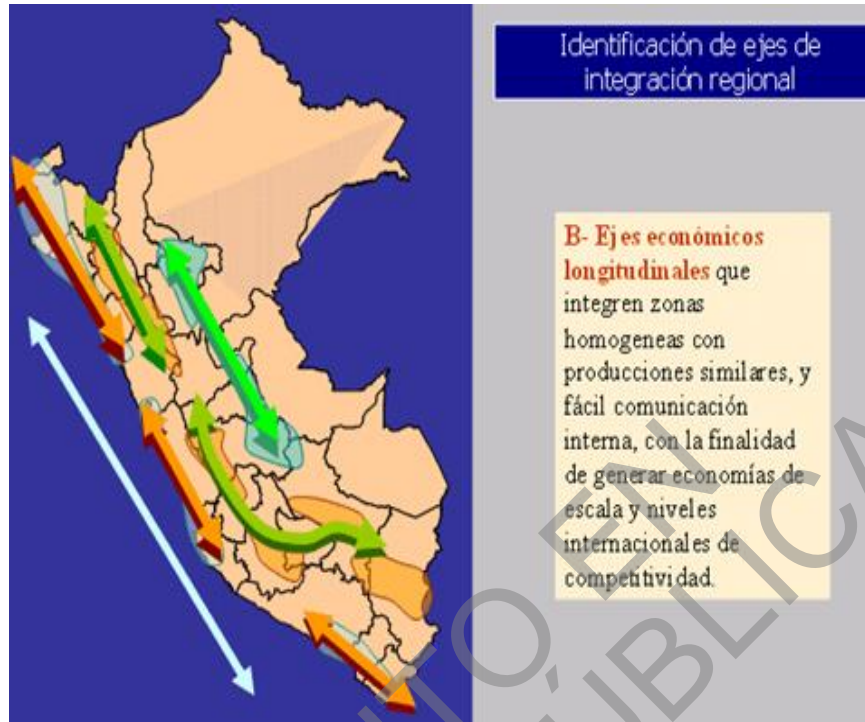 Identificación de ejes de
integración regional
B- Ejes económicos
longitudinales que
integren zonas
homogeneas con
producciones similares, y
fácil comunicación
interna, con la finalidad
de generar economías de
escala y niveles
internacionales de
competitividad.